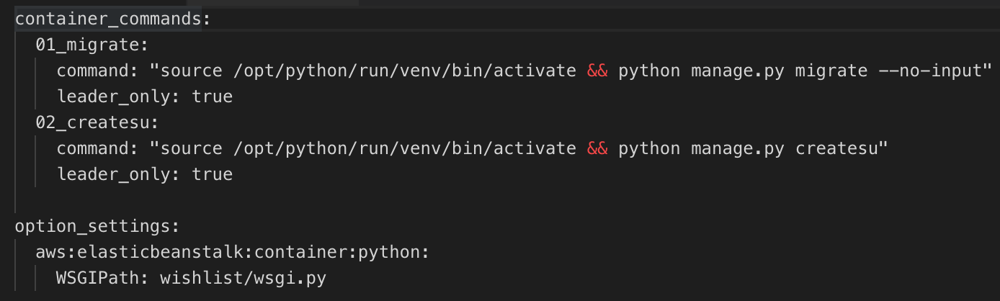 container_commands:
  01_migrate:
    command: "source /opt/python/run/venv/bin/activate && python manage.py migrate --no-input"
    leader_only: true
  02_createsu:
    command: "source /opt/python/run/venv/bin/activate && python manage.py createsu"
    leader_only: true

option_settings:
  aws:elasticbeanstalk:container:python:
    WSGIPath: wishlist/wsgi.py